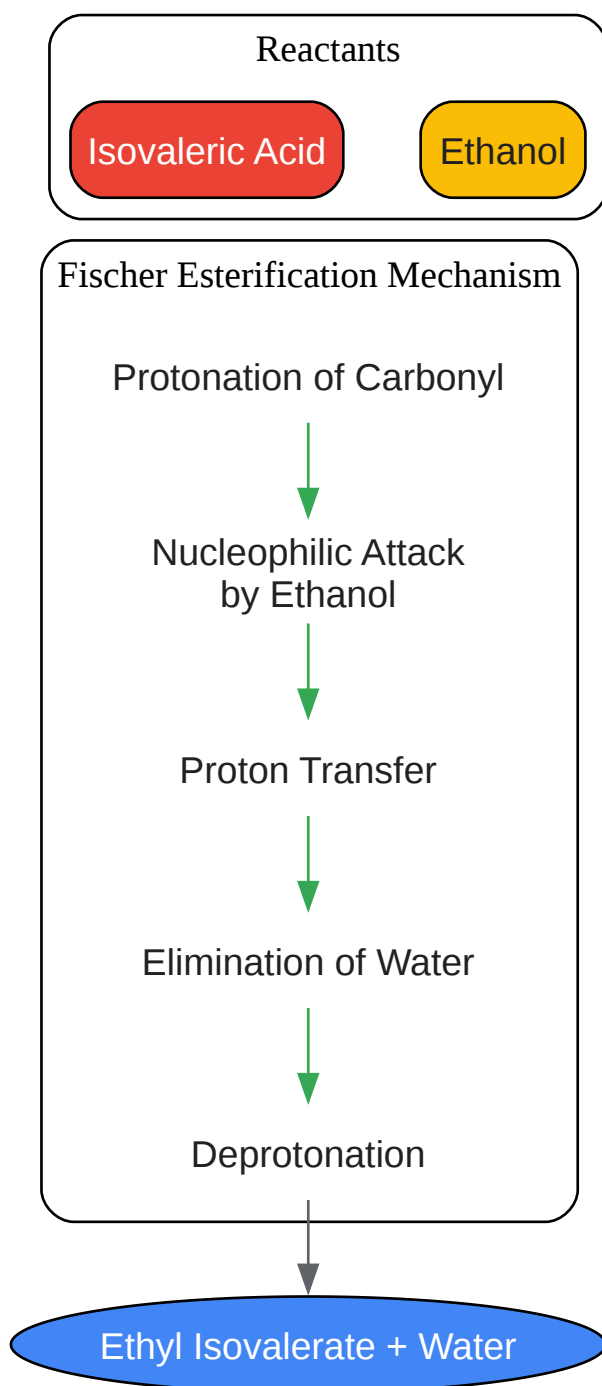 Reactants
Isovaleric Acid
Ethanol
Fischer Esterification Mechanism
Protonation of Carbonyl
Nucleophilic Attack
by Ethanol
Proton Transfer
Elimination of Water
Deprotonation
Ethyl Isovalerate + Water